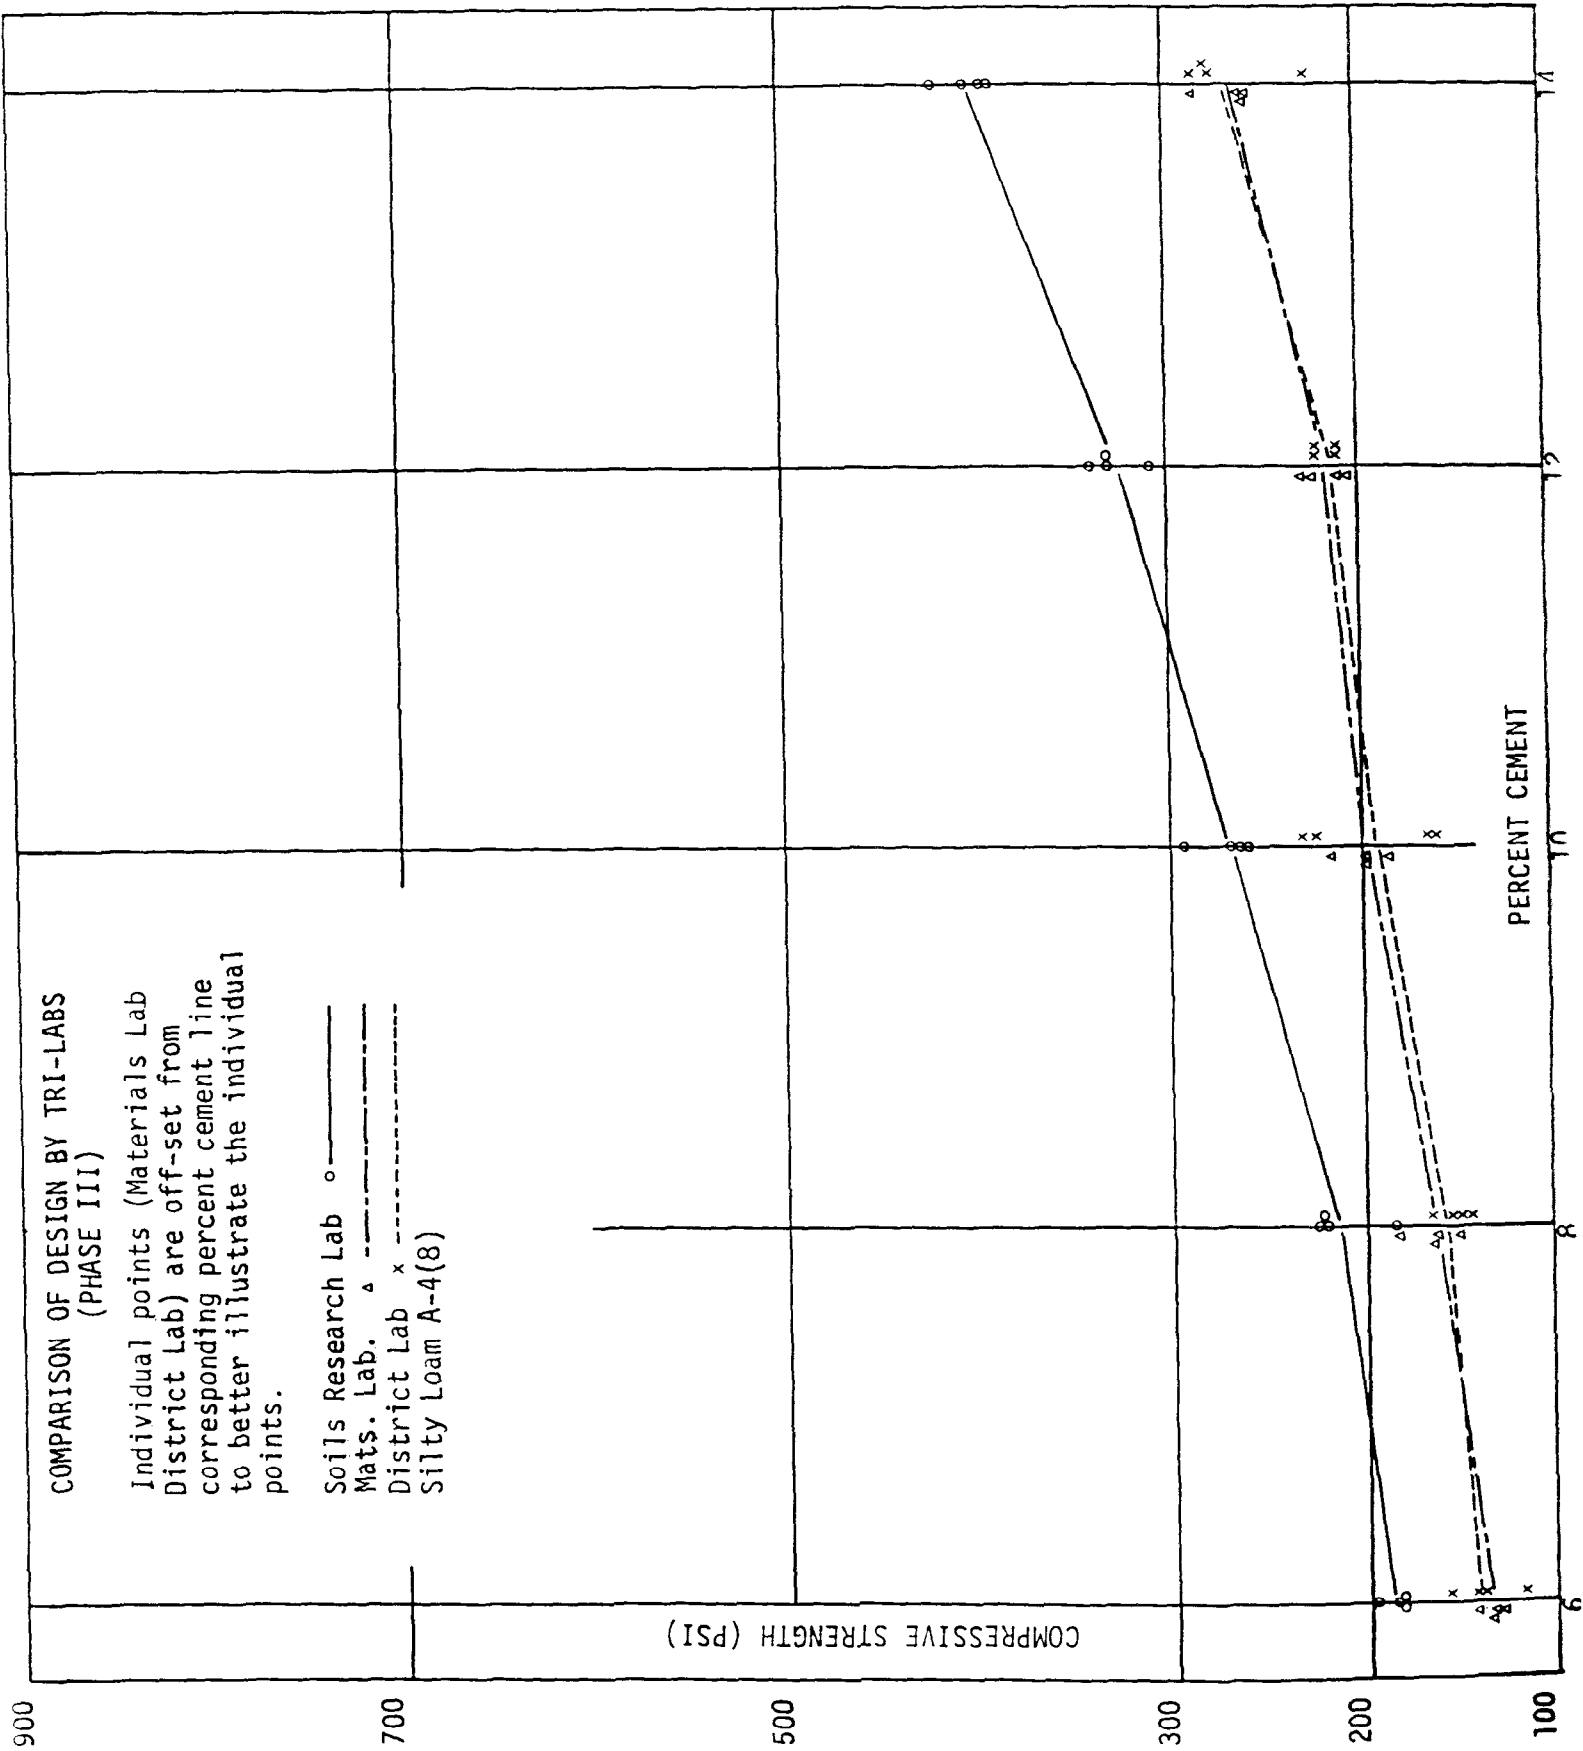 COMPARISON OF DESIGN BY TRI-LABS
(PHASE III)
Individual points (Materials Lab
District Lab) are off-set from
corresponding percent cement line
to better illustrate the individual
points.
Soils Research Lab
Mats. Lab.
District Lab x
Silty Loam A-4(8)
COMPRESSIVE STRENGTH (PSI)
900
700
500
300
200
100
6
8
10
12
14
PERCENT CEMENT